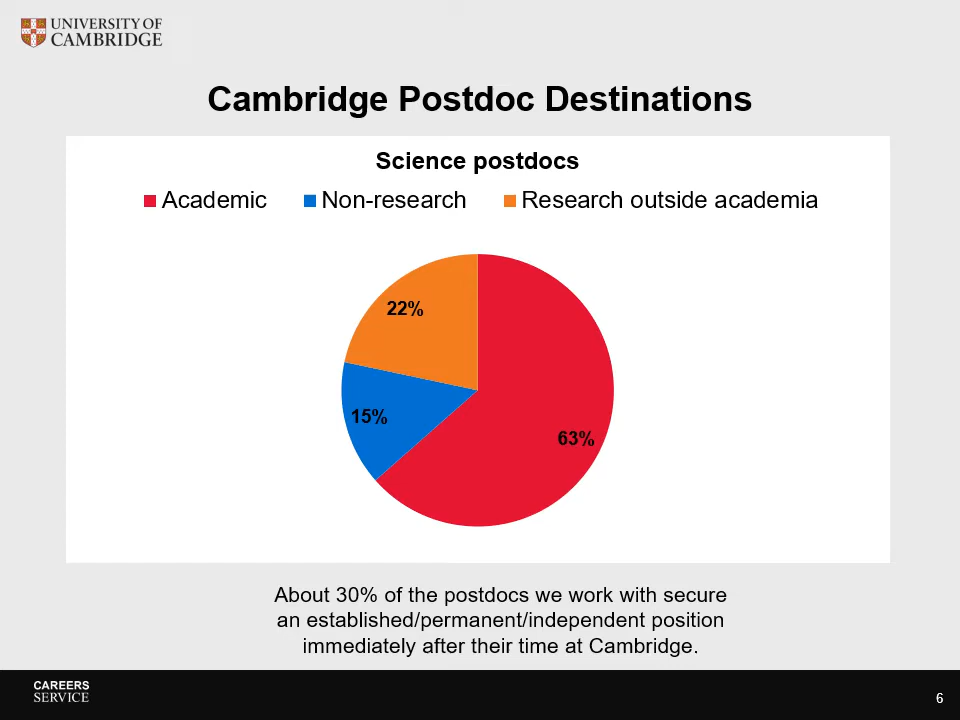 UNIVERSITY OF
CAMBRIDGE
Cambridge Postdoc Destinations
Science postdocs
Academic Non-research Research outside academia
22%
15%
63%
About 30% of the postdocs we work with secure
an established/permanent/independent position
immediately after their time at Cambridge.
CAREERS
SERVICE
6